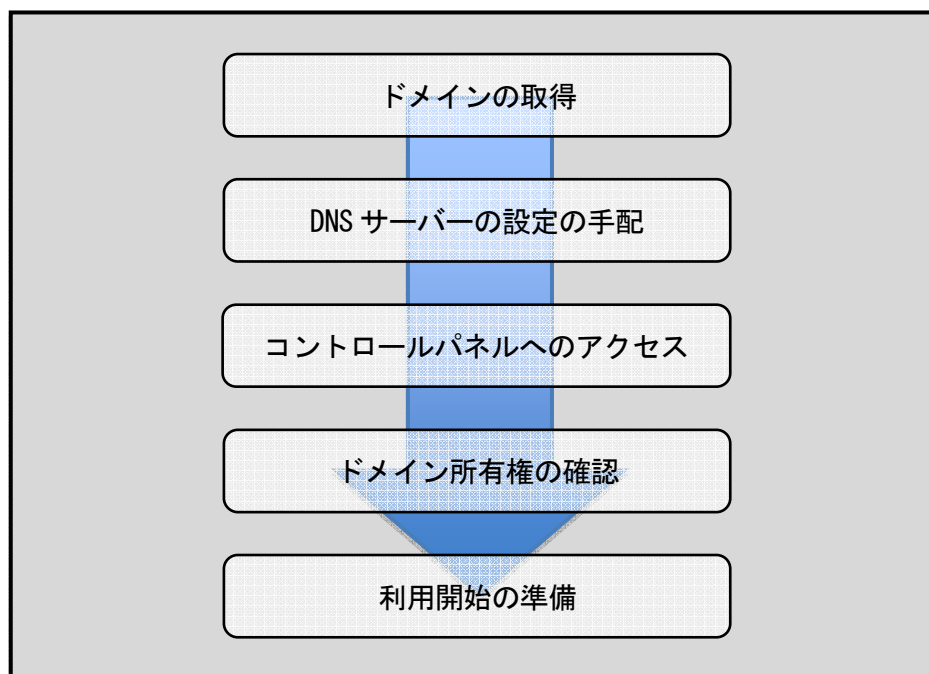 ドメインの取得
DNS サーバーの設定の手配
コントロールパネルへのアクセス
ドメイン所有権の確認
利用開始の準備